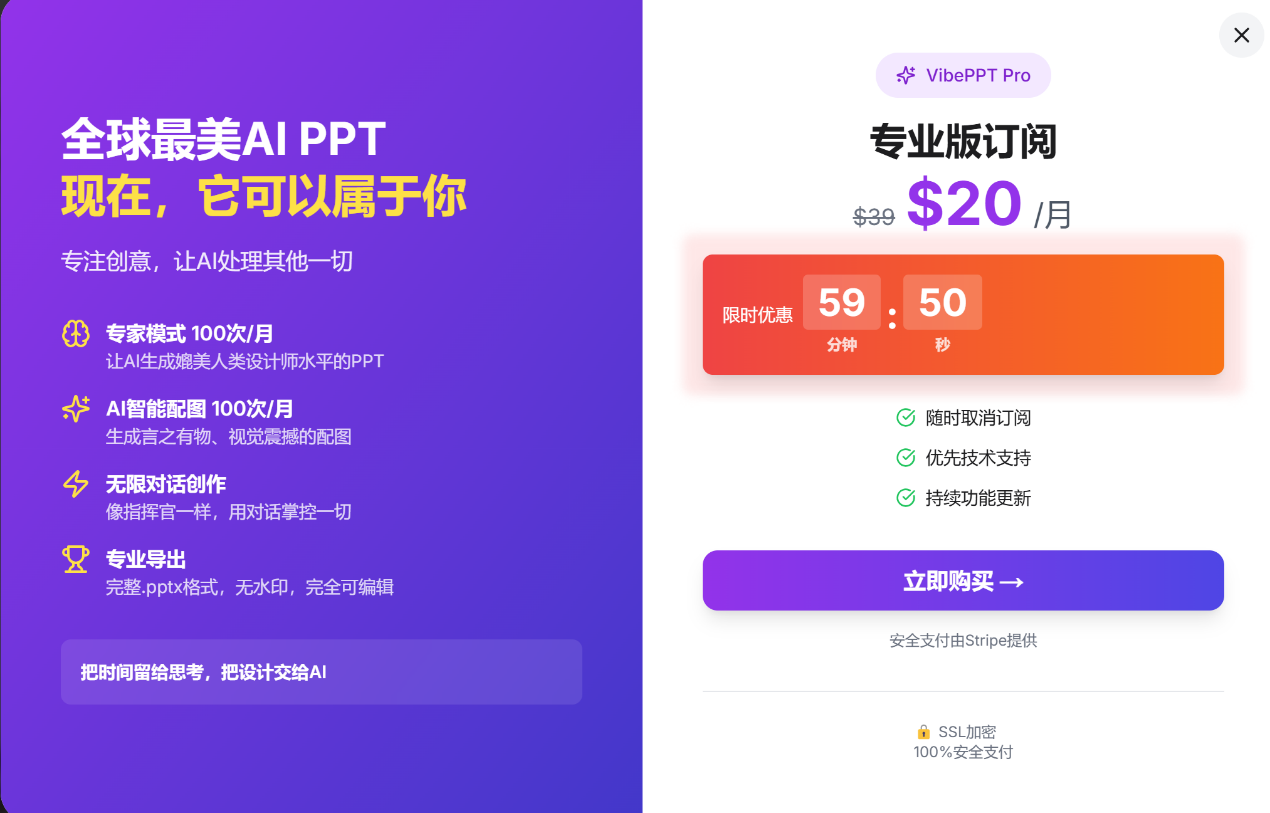 全球最美AI PPT
现在，它可以属于你
专注创意，让AI处理其他一切
专家模式 100次/月
让AI生成媲美人类设计师水平的PPT
AI智能配图 100次/月
生成言之有物、视觉震撼的配图
无限对话创作
像指挥官一样，用对话掌控一切
专业导出
完整.pptx格式，无水印，完全可编辑
把时间留给思考，把设计交给AI
VibePPT Pro
专业版订阅
$39 $20 /月
限时优惠 59 : 50
分钟 秒
随时取消订阅
优先技术支持
持续功能更新
立即购买 →
安全支付由Stripe提供
🔒 SSL加密
100%安全支付